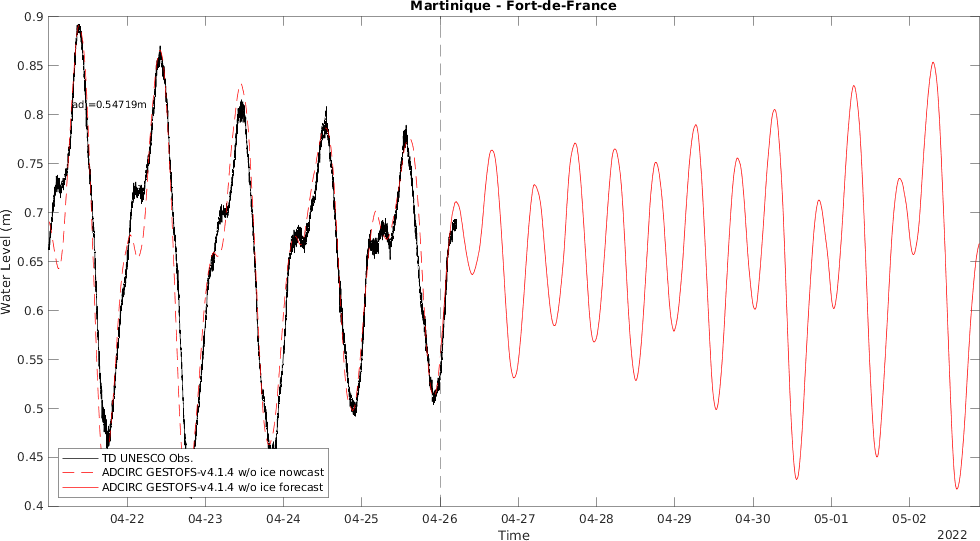 Martinique - Fort-de-France
0.9
0.85
0.8
0.75
0.7
0.65
0.6
0.55
0.5
0.45
0.4
Water Level (m)
adj=0.54719m
TD UNESCO Obs.
ADCIRC GESTOFS-v4.1.4 w/o ice nowcast
ADCIRC GESTOFS-v4.1.4 w/o ice forecast
04-22 04-23 04-24 04-25 04-26 04-27 04-28 04-29 04-30 05-01 05-02
Time
2022